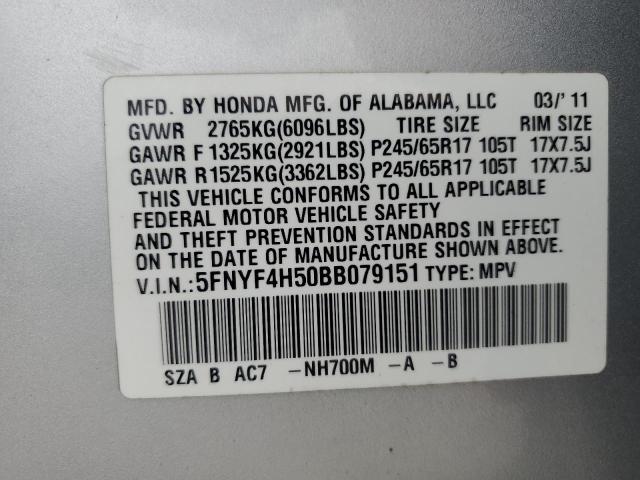 MFD. BY HONDA MFG. OF ALABAMA, LLC 03/'11
GVWR 2765KG(6096LBS) TIRE SIZE RIM SIZE
GAWR F 1325KG(2921LBS) P245/65R17 105T 17X7.5J
GAWR R 1525KG(3362LBS) P245/65R17 105T 17X7.5J
THIS VEHICLE CONFORMS TO ALL APPLICABLE
FEDERAL MOTOR VEHICLE SAFETY
AND THEFT PREVENTION STANDARDS IN EFFECT
ON THE DATE OF MANUFACTURE SHOWN ABOVE.
V.I.N.: 5FNYF4H50BB079151 TYPE: MPV
SZA B AC7 -NH700M -A -B